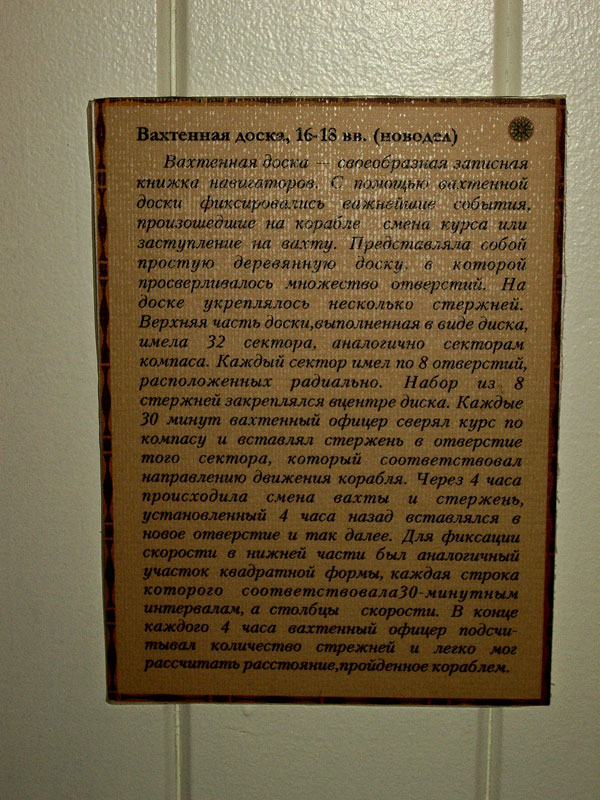 Вахтенная доска, 16-18 вв. (новодел)
Вахтенная доска — своеобразная записная
книжка навигаторов. С помощью вахтенной
доски фиксировались важнейшие события,
произошедшие на корабле смена курса или
заступление на вахту. Представляла собой
простую деревянную доску, в которой
просверливалось множество отверстий. На
доске укреплялось несколько стержней.
Верхняя часть доски,выполненная в виде диска,
имела 32 сектора, аналогично секторам
компаса. Каждый сектор имел по 8 отверстий,
расположенных радиально. Набор из 8
стержней закреплялся вцентре диска. Каждые
30 минут вахтенный офицер сверял курс по
компасу и вставлял стержень в отверстие
того сектора, который соответствовал
направлению движения корабля. Через 4 часа
происходила смена вахты и стержень,
установленный 4 часа назад вставлялся в
новое отверстие и так далее. Для фиксации
скорости в нижней части был аналогичный
участок квадратной формы, каждая строка
которого соответствовала30-минутным
интервалам, а столбцы скорости. В конце
каждого 4 часа вахтенный офицер подсчи-
тывал количество стрежней и легко мог
рассчитать расстояние,пройденное кораблем.